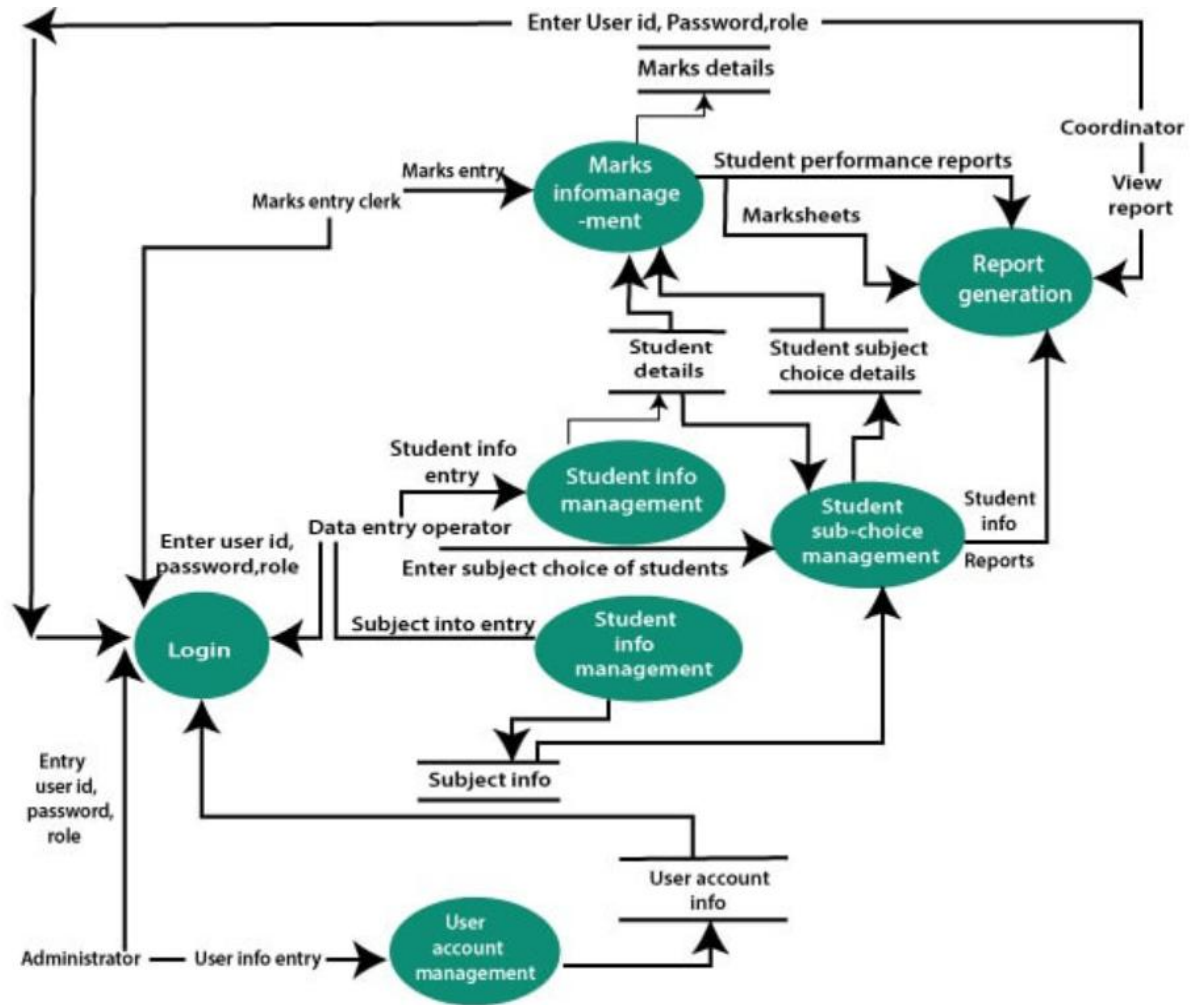 Enter User id, Password,role
Marks details
Coordinator
Marks entry
Marks
infomanage
-ment
Student performance reports
View
report
Marks entry clerk
Marksheets
Report
generation
Student
details
Student subject
choice details
Student info
entry
Student info
management
Student
sub-choice
management
Student
info
Reports
Data entry operator
Enter user id,
password,role
Enter subject choice of students
Login
Subject into entry
Student
info
management
Entry
user id,
password,
role
Subject info
User account
info
User
account
management
Administrator
User info entry